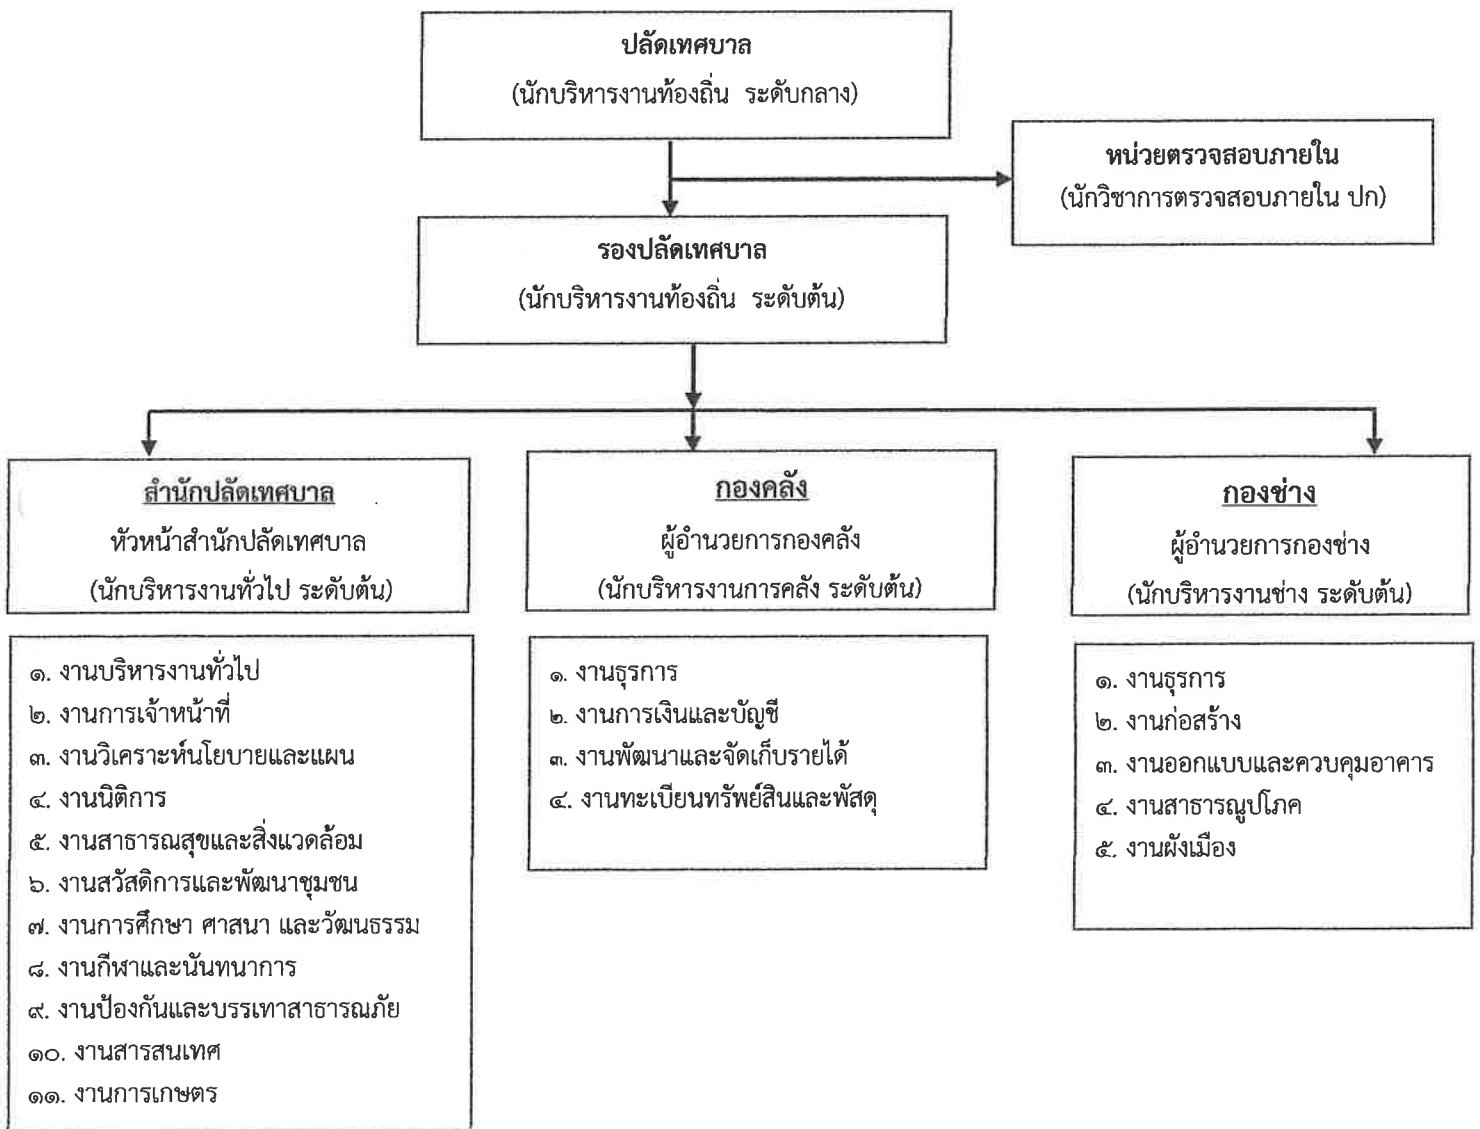 ปลัดเทศบาล
(นักบริหารงานท้องถิ่น ระดับกลาง)
หน่วยตรวจสอบภายใน
(นักวิชาการตรวจสอบภายใน ปก)
รองปลัดเทศบาล
(นักบริหารงานท้องถิ่น ระดับต้น)
สำนักปลัดเทศบาล
หัวหน้าสำนักปลัดเทศบาล
(นักบริหารงานทั่วไป ระดับต้น)
กองคลัง
ผู้อำนวยการกองคลัง
(นักบริหารงานการคลัง ระดับต้น)
กองช่าง
ผู้อำนวยการกองช่าง
(นักบริหารงานช่าง ระดับต้น)
๑. งานบริหารงานทั่วไป
๒. งานการเจ้าหน้าที่
๓. งานวิเคราะห์นโยบายและแผน
๔. งานนิติการ
๕. งานสาธารณสุขและสิ่งแวดล้อม
๖. งานสวัสดิการและพัฒนาชุมชน
๗. งานการศึกษา ศาสนา และวัฒนธรรม
๘. งานกีฬาและนันทนาการ
๙. งานป้องกันและบรรเทาสาธารณภัย
๑๐. งานสารสนเทศ
๑๑. งานการเกษตร
๑. งานธุรการ
๒. งานการเงินและบัญชี
๓. งานพัฒนาและจัดเก็บรายได้
๔. งานทะเบียนทรัพย์สินและพัสดุ
๑. งานธุรการ
๒. งานก่อสร้าง
๓. งานออกแบบและควบคุมอาคาร
๔. งานสาธารณูปโภค
๕. งานผังเมือง